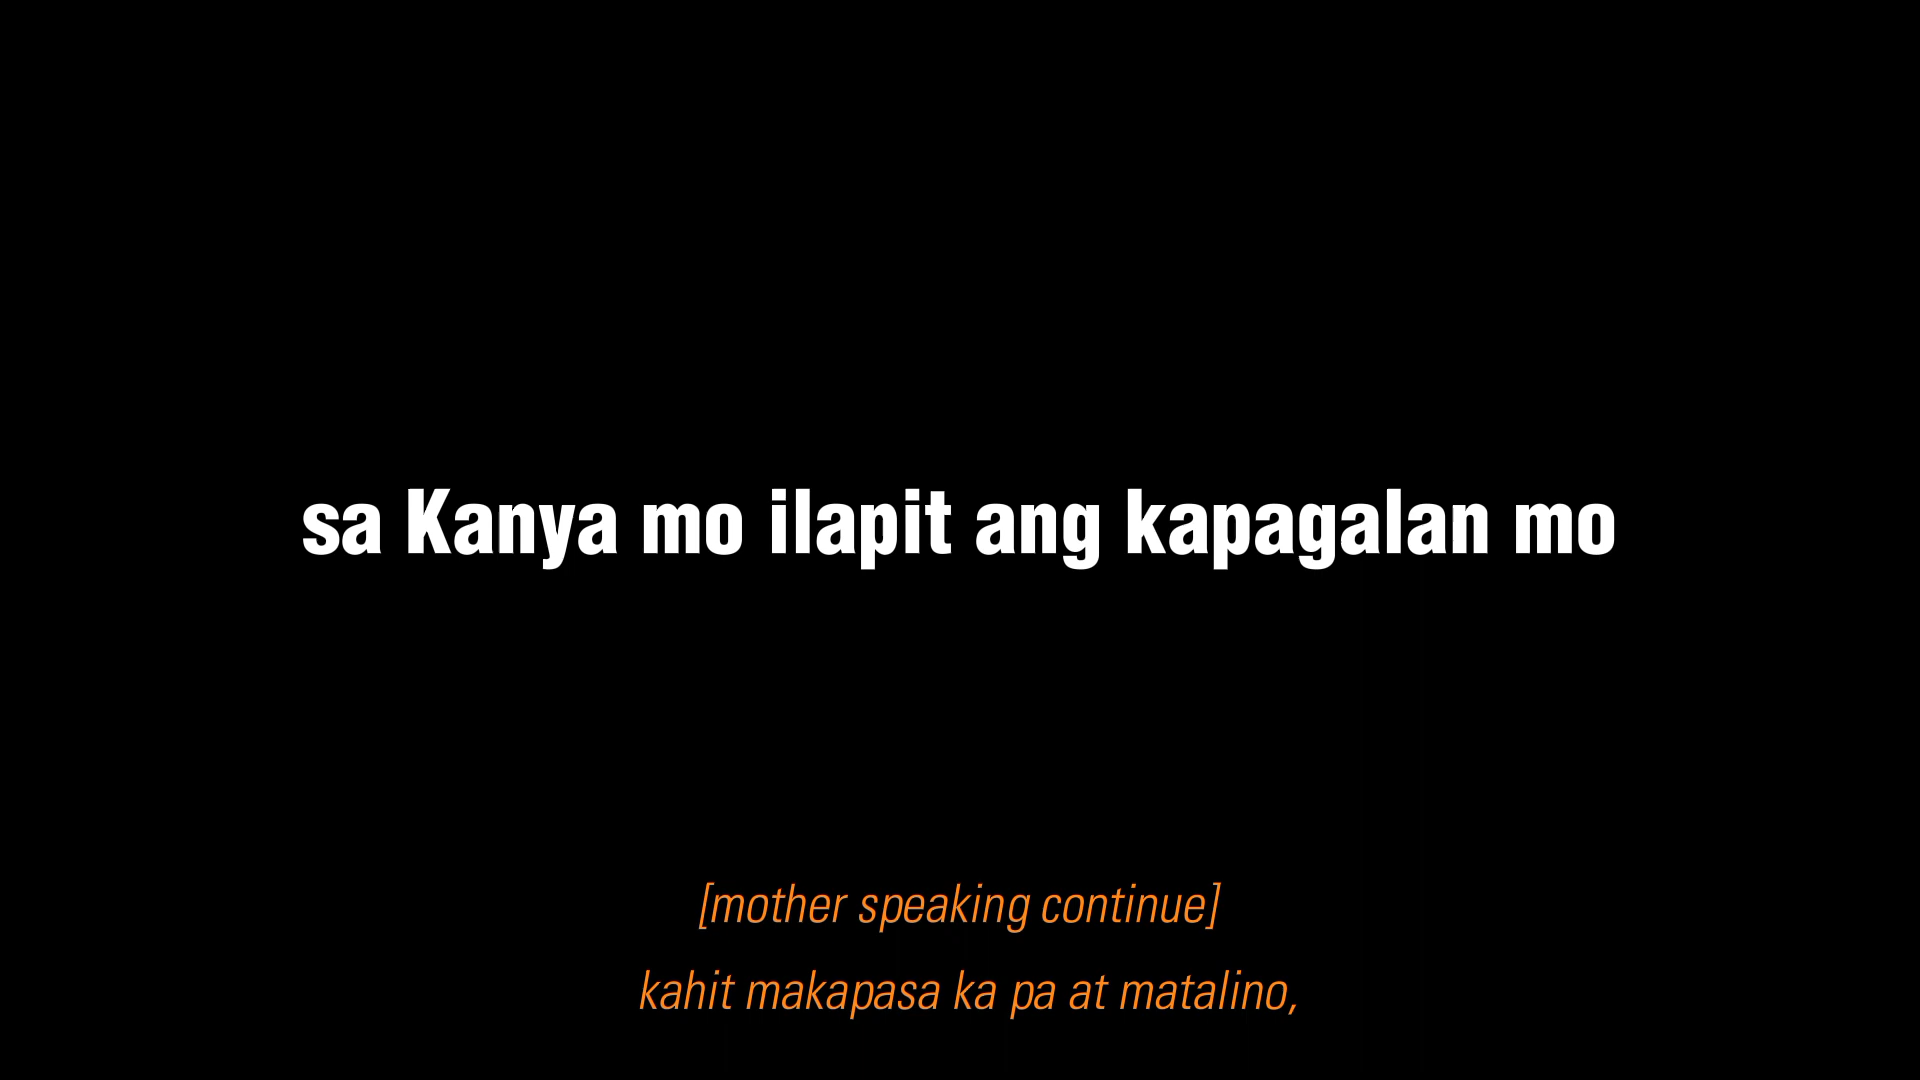 sa Kanya mo ilapit ang kapagalan mo
[mother speaking continue]
kahit makapasa ka pa at matalino,